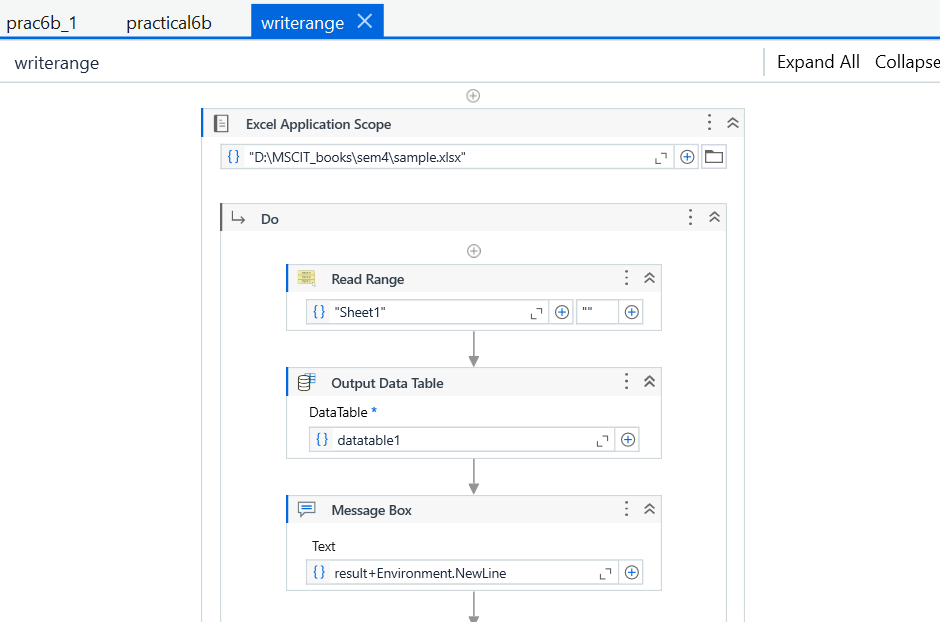 prac6b_1 practical6b writerange
writerange Expand All Collapse
Excel Application Scope
"D:\MSCIT_books\sem4\sample.xlsx"
Do
Read Range
"Sheet1" ""
Output Data Table
DataTable *
datatable1
Message Box
Text
result+Environment.NewLine